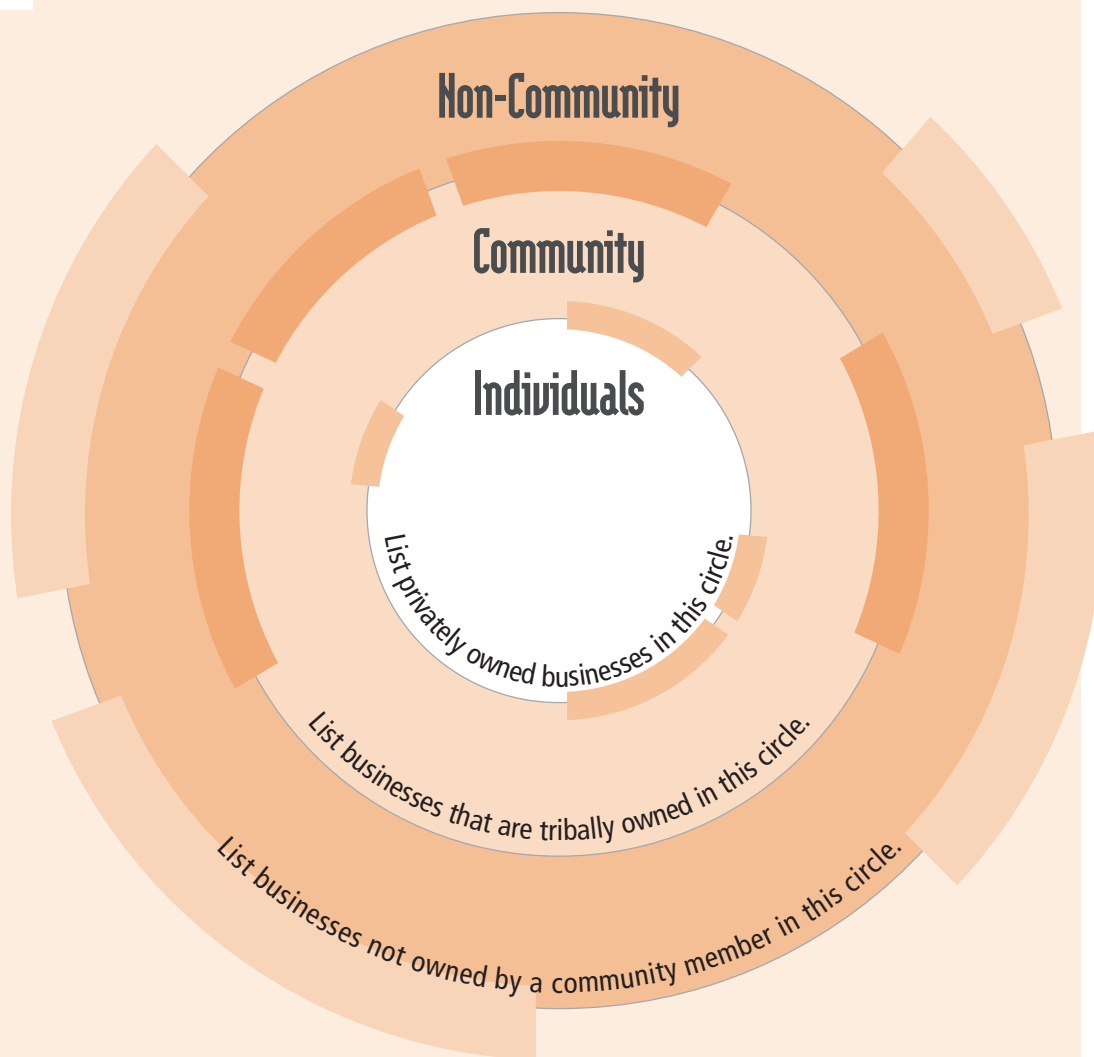 Non-Community
Community
Individuals
List privately owned businesses in this circle.
List businesses that are tribally owned in this circle.
List businesses not owned by a community member in this circle.